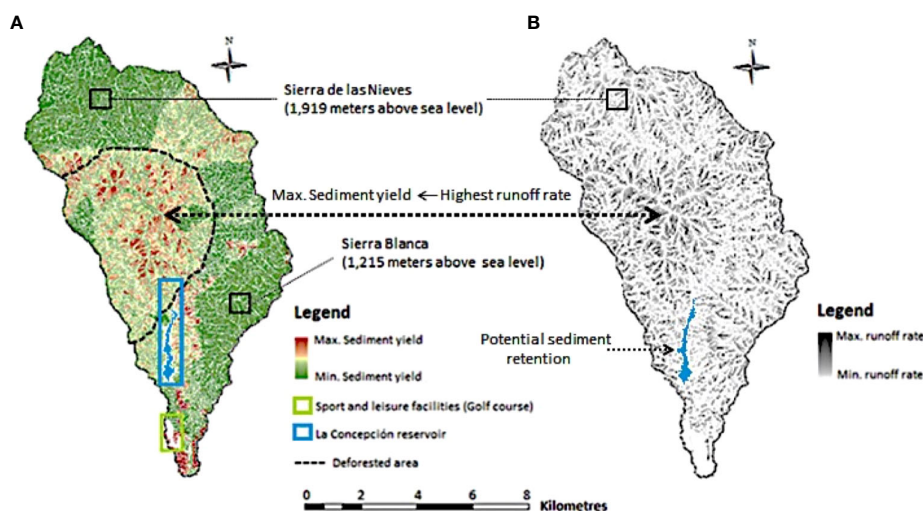 A
B
N
N
Sierra de las Nieves
(1,919 meters above sea level)
Max. Sediment yield ← Highest runoff rate
Sierra Blanca
(1,215 meters above sea level)
Legend
Max. Sediment yield
Min. Sediment yield
Sport and leisure facilities (Golf course)
La Concepción reservoir
Deforested area
Potential sediment
retention
Legend
Max. runoff rate
Min. runoff rate
0 1 2 4 6 8
Kilometres